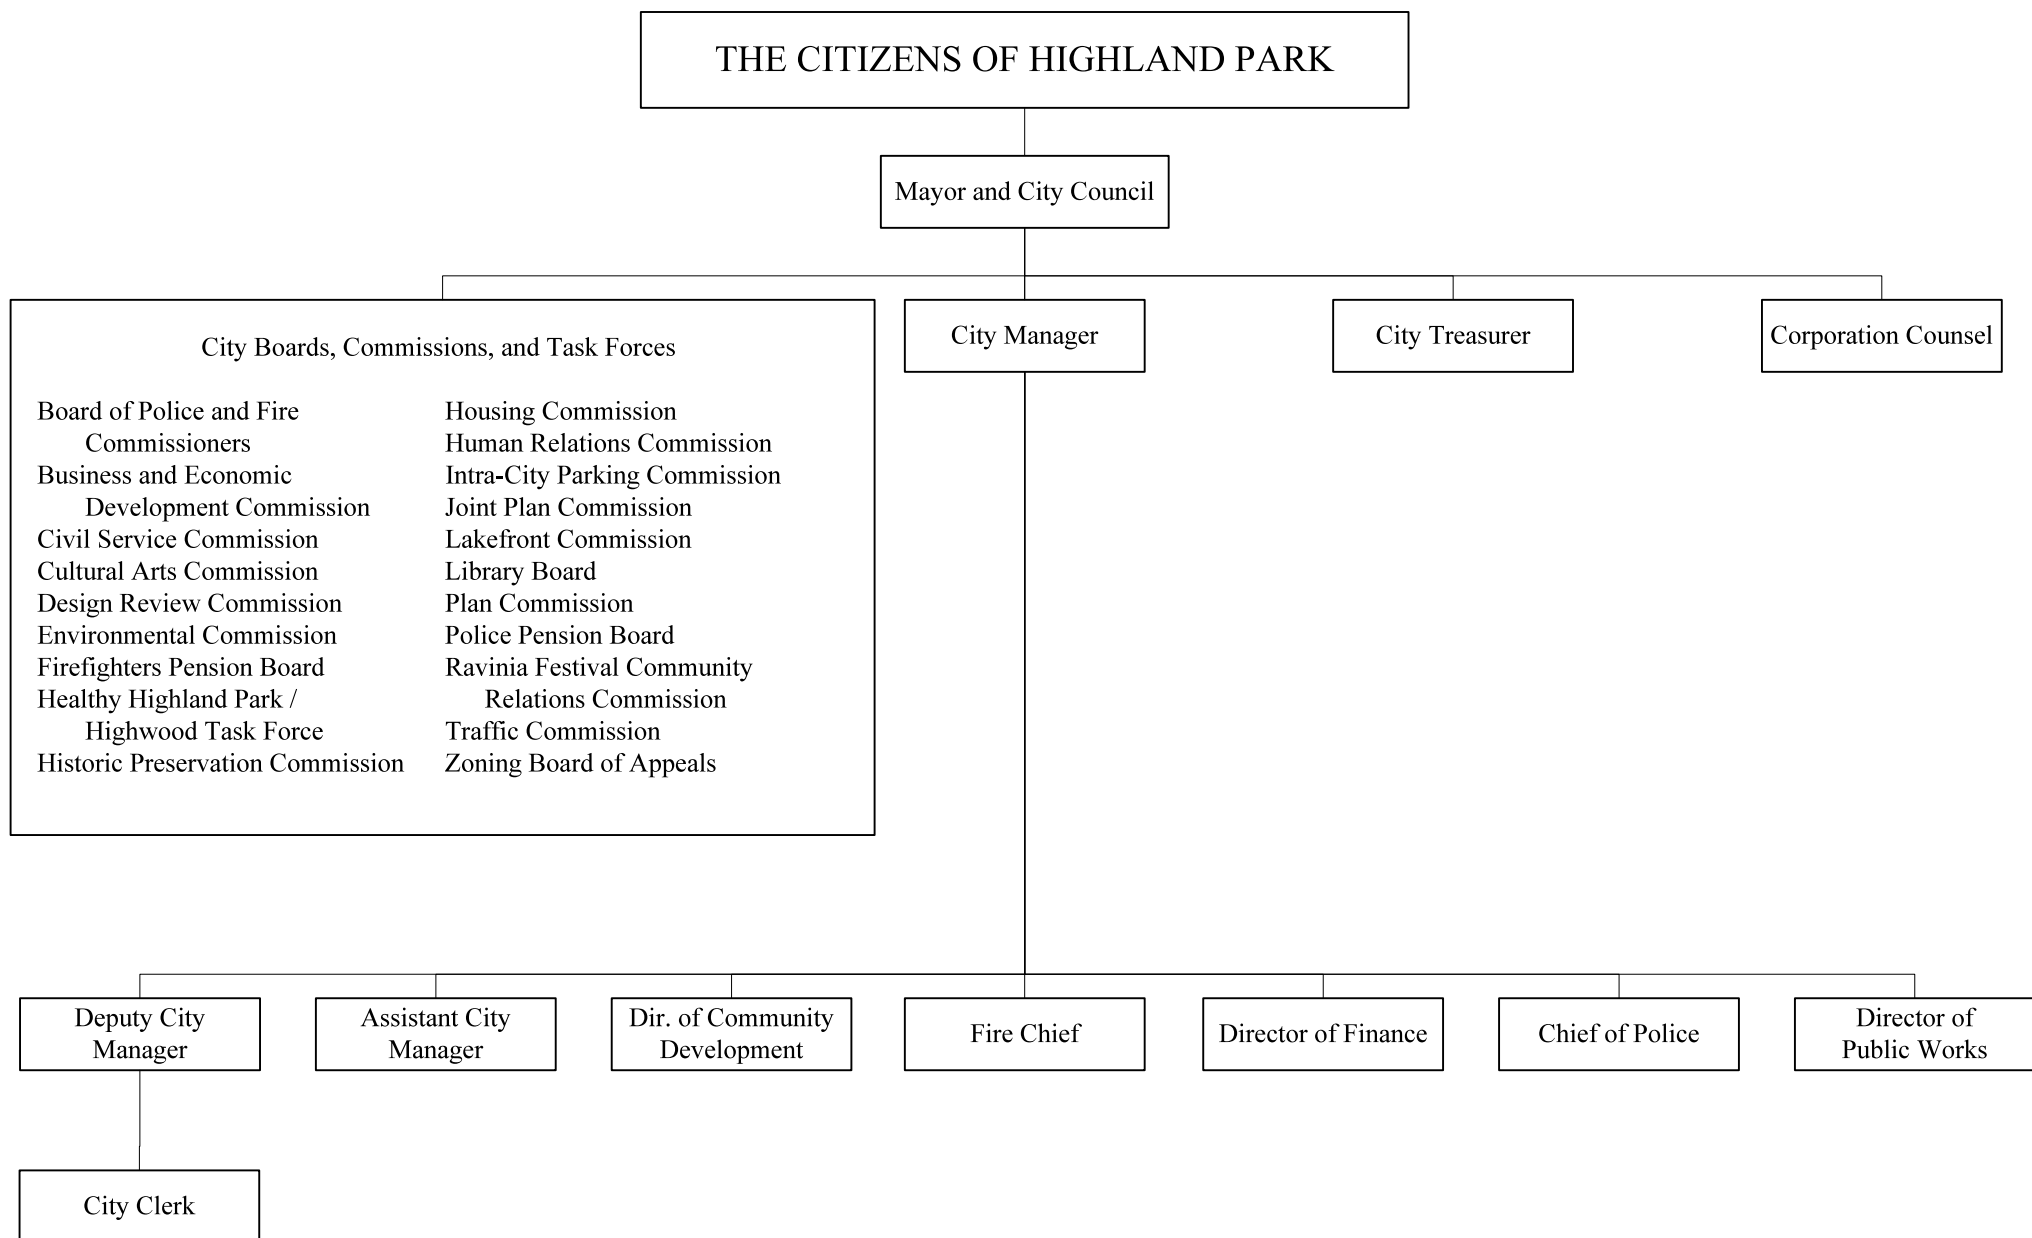 THE CITIZENS OF HIGHLAND PARK
Mayor and City Council
City Boards, Commissions, and Task Forces
Board of Police and Fire
Commissioners
Business and Economic
Development Commission
Civil Service Commission
Cultural Arts Commission
Design Review Commission
Environmental Commission
Firefighters Pension Board
Healthy Highland Park /
Highwood Task Force
Historic Preservation Commission
Housing Commission
Human Relations Commission
Intra-City Parking Commission
Joint Plan Commission
Lakefront Commission
Library Board
Plan Commission
Police Pension Board
Ravinia Festival Community
Relations Commission
Traffic Commission
Zoning Board of Appeals
City Manager
City Treasurer
Corporation Counsel
Deputy City
Manager
Assistant City
Manager
Dir. of Community
Development
Fire Chief
Director of Finance
Chief of Police
Director of
Public Works
City Clerk